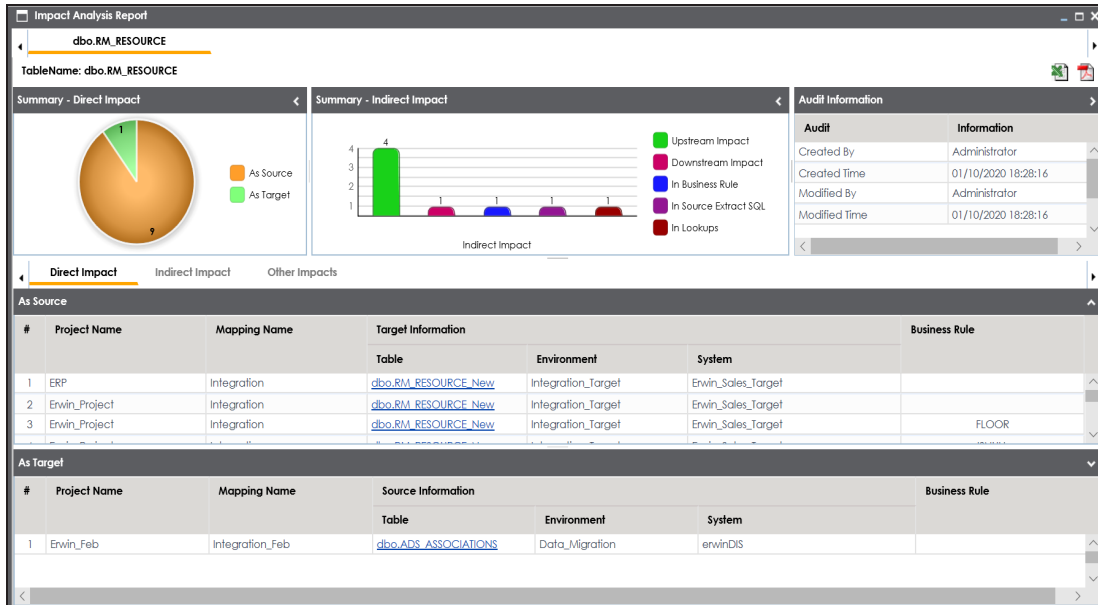 Impact Analysis Report
dbo.RM_RESOURCE
TableName: dbo.RM_RESOURCE
Summary - Direct Impact
1
9
As Source
As Target
Summary - Indirect Impact
4
3
2
1
4
1
1
1
1
Indirect Impact
Upstream Impact
Downstream Impact
In Business Rule
In Source Extract SQL
In Lookups
Audit Information
Audit Information
Created By Administrator
Created Time 01/10/2020 18:28:16
Modified By Administrator
Modified Time 01/10/2020 18:28:16
Direct Impact Indirect Impact Other Impacts
As Source
# Project Name Mapping Name Target Information Business Rule
Table Environment System
1 ERP Integration dbo.RM_RESOURCE_New Integration_Target Erwin_Sales_Target
2 Erwin_Project Integration dbo.RM_RESOURCE_New Integration_Target Erwin_Sales_Target
3 Erwin_Project Integration dbo.RM_RESOURCE_New Integration_Target Erwin_Sales_Target FLOOR
As Target
# Project Name Mapping Name Source Information Business Rule
Table Environment System
1 Erwin_Feb Integration_Feb dbo.ADS_ASSOCIATIONS Data_Migration erwinDIS